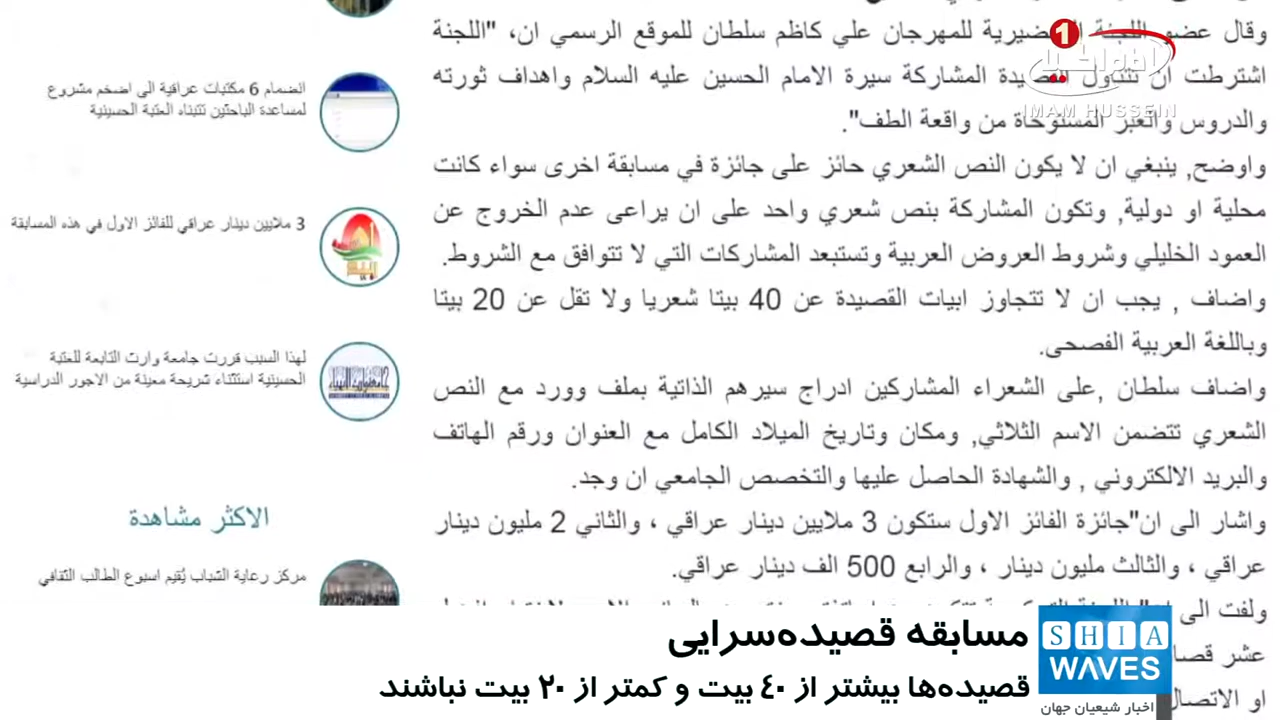 وقال عضو اللجنة للمهرجان علي كاظم سلطان للموقع الرسمي ان، "اللجنة
اشترطت ان تتناول المشاركة سيرة الامام الحسين عليه السلام واهداف ثورته
والدروس والعبر المستوحاة من واقعة الطف".
واوضح, ينبغي ان لا يكون النص الشعري حائز على جائزة في مسابقة اخرى سواء كانت
محلية او دولية, وتكون المشاركة بنص شعري واحد على ان يراعى عدم الخروج عن
العمود الخليلي وشروط العروض العربية وتستبعد المشاركات التي لا تتوافق مع الشروط.
واضاف , يجب ان لا تتجاوز ابيات القصيدة عن 40 بيتا شعريا ولا تقل عن 20 بيتا
وباللغة العربية الفصحى.
واضاف سلطان ,على الشعراء المشاركين ادراج سيرهم الذاتية بملف وورد مع النص
الشعري تتضمن الاسم الثلاثي, ومكان وتاريخ الميلاد الكامل مع العنوان ورقم الهاتف
والبريد الالكتروني , والشهادة الحاصل عليها والتخصص الجامعي ان وجد.
واشار الى ان"جائزة الفائز الاول ستكون 3 ملايين دينار عراقي ، والثاني 2 مليون دينار
عراقي ، والثالث مليون دينار ، والرابع 500 الف دينار عراقي.
ولفت الى
عشر
او الاتصال
انضمام 6 مكتبات عراقية الى اضخم مشروع
لمساعدة الباحثين تتبناه العتبة الحسينية
3 ملايين دينار عراقي للفائز الاول في هذه المسابقة
لهذا السبب قررت جامعة وارث التابعة للعتبة
الحسينية استثناء شريحة معينة من الاجور الدراسية
الاكثر مشاهدة
مركز رعاية الشباب يُقيم اسبوع الطالب الثقافي
1
IMAM HUSSEIN
مسابقه قصیده‌سرایی
قصیده‌ها بیشتر از ٤٠ بیت و کمتر از ٢٠ بیت نباشند
SHIA
WAVES
اخبار شیعیان جهان